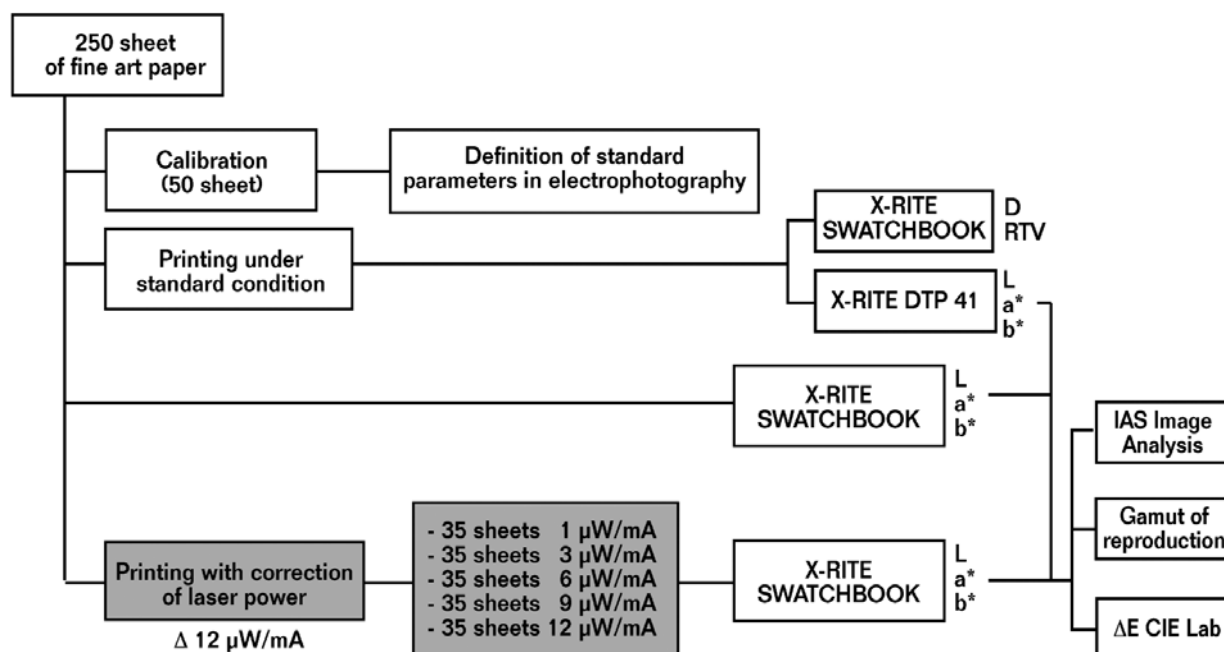 250 sheet
of fine art paper
Calibration
(50 sheet)
Definition of standard
parameters in electrophotography
X-RITE
SWATCHBOOK
D
RTV
Printing under
standard condition
X-RITE DTP 41
L
a*
b*
X-RITE
SWATCHBOOK
L
a*
b*
IAS Image
Analysis
Gamut of
reproduction
Printing with correction
of laser power
Δ 12 µW/mA
- 35 sheets 1 µW/mA
- 35 sheets 3 µW/mA
- 35 sheets 6 µW/mA
- 35 sheets 9 µW/mA
- 35 sheets 12 µW/mA
X-RITE
SWATCHBOOK
L
a*
b*
ΔE CIE Lab